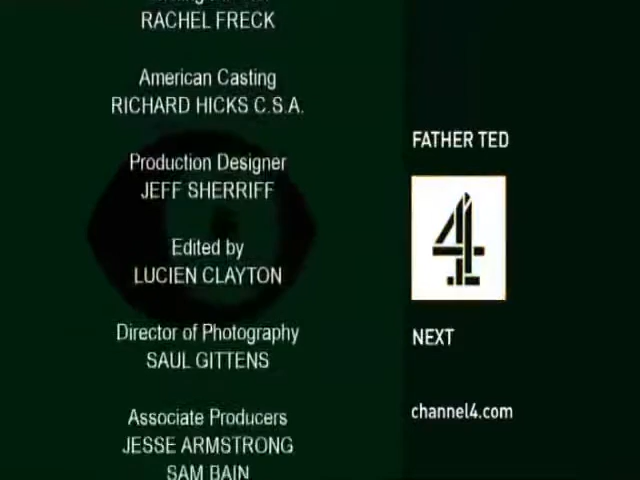 RACHEL FRECK
American Casting
RICHARD HICKS C.S.A.
Production Designer
JEFF SHERRIFF
Edited by
LUCIEN CLAYTON
Director of Photography
SAUL GITTENS
Associate Producers
JESSE ARMSTRONG
SAM BAIN
FATHER TED
4
NEXT
channel4.com